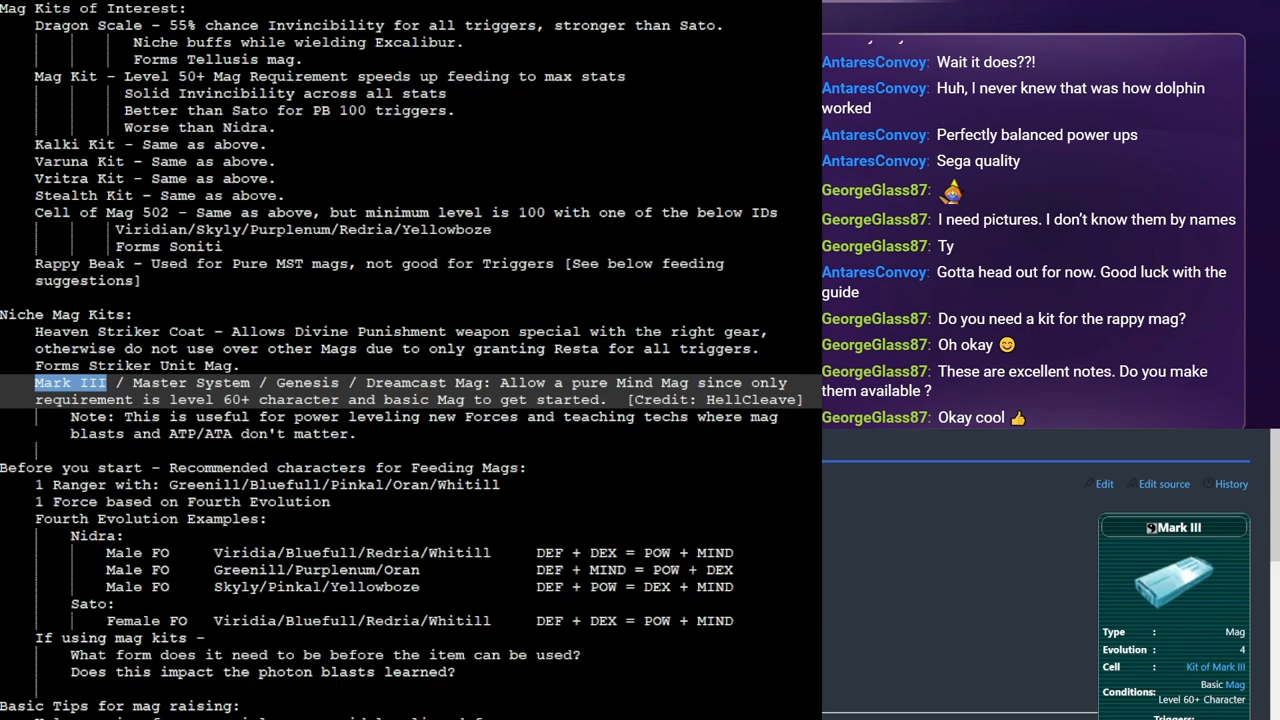 Mag Kits of Interest:
Dragon Scale - 55% chance Invincibility for all triggers, stronger than Sato.
Niche buffs while wielding Excalibur.
Forms Tellusis mag.
Mag Kit - Level 50+ Mag Requirement speeds up feeding to max stats
Solid Invincibility across all stats
Better than Sato for PB 100 triggers.
Worse than Nidra.
Kalki Kit - Same as above.
Varuna Kit - Same as above.
Vritra Kit - Same as above.
Stealth Kit - Same as above.
Cell of Mag 502 - Same as above, but minimum level is 100 with one of the below IDs
Viridian/Skyly/Purplenum/Redria/Yellowboze
Forms Soniti
Rappy Beak - Used for Pure MST mags, not good for Triggers [See below feeding
suggestions]
Niche Mag Kits:
Heaven Striker Coat - Allows Divine Punishment weapon special with the right gear,
otherwise do not use over other Mags due to only granting Resta for all triggers.
Forms Striker Unit Mag.
Mark III / Master System / Genesis / Dreamcast Mag: Allow a pure Mind Mag since only
requirement is level 60+ character and basic Mag to get started. [Credit: HellCleave]
Note: This is useful for power leveling new Forces and teaching techs where mag
blasts and ATP/ATA don't matter.
Before you start - Recommended characters for Feeding Mags:
1 Ranger with: Greenill/Bluefull/Pinkal/Oran/Whitill
1 Force based on Fourth Evolution
Fourth Evolution Examples:
Nidra:
Male FO Viridia/Bluefull/Redria/Whitill DEF + DEX = POW + MIND
Male FO Greenill/Purplenum/Oran DEF + MIND = POW + DEX
Male FO Skyly/Pinkal/Yellowboze DEF + POW = DEX + MIND
Sato:
Female FO Viridia/Bluefull/Redria/Whitill DEF + DEX = POW + MIND
If using mag kits -
What form does it need to be before the item can be used?
Does this impact the photon blasts learned?
Basic Tips for mag raising:
AntaresConvoy: Wait it does??!
AntaresConvoy: Huh, I never knew that was how dolphin
worked
AntaresConvoy: Perfectly balanced power ups
AntaresConvoy: Sega quality
GeorgeGlass87:
GeorgeGlass87: I need pictures. I don't know them by names
GeorgeGlass87: Ty
AntaresConvoy: Gotta head out for now. Good luck with the
guide
GeorgeGlass87: Do you need a kit for the rappy mag?
GeorgeGlass87: Oh okay 😊
GeorgeGlass87: These are excellent notes. Do you make
them available ?
GeorgeGlass87: Okay cool 👍
Edit Edit source History
Mark III
Type : Mag
Evolution : 4
Cell : Kit of Mark III
Conditions: Basic Mag
Level 60+ Character
Triggers: